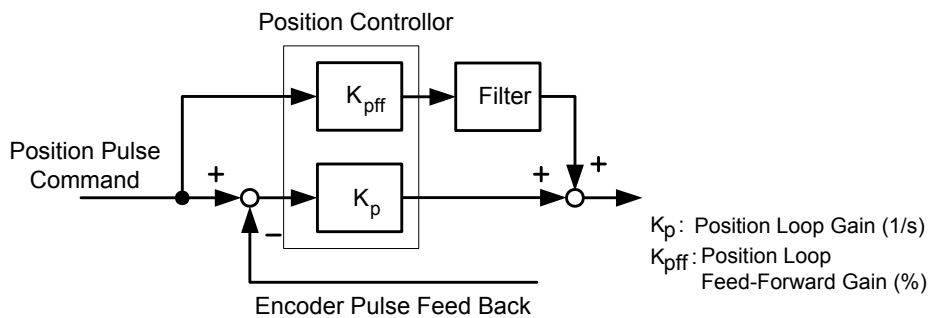 Position Controllor
Kpff
Filter
Position Pulse
Command
+
+
+
Kp
−
Encoder Pulse Feed Back
Kp: Position Loop Gain (1/s)
Kpff: Position Loop
Feed-Forward Gain (%)